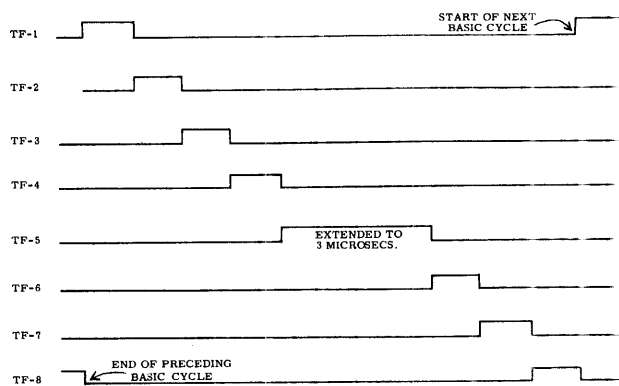 START OF NEXT
BASIC CYCLE
TF-1
TF-2
TF-3
TF-4
TF-5
EXTENDED TO
3 MICROSECS.
TF-6
TF-7
END OF PRECEDING
BASIC CYCLE
TF-8